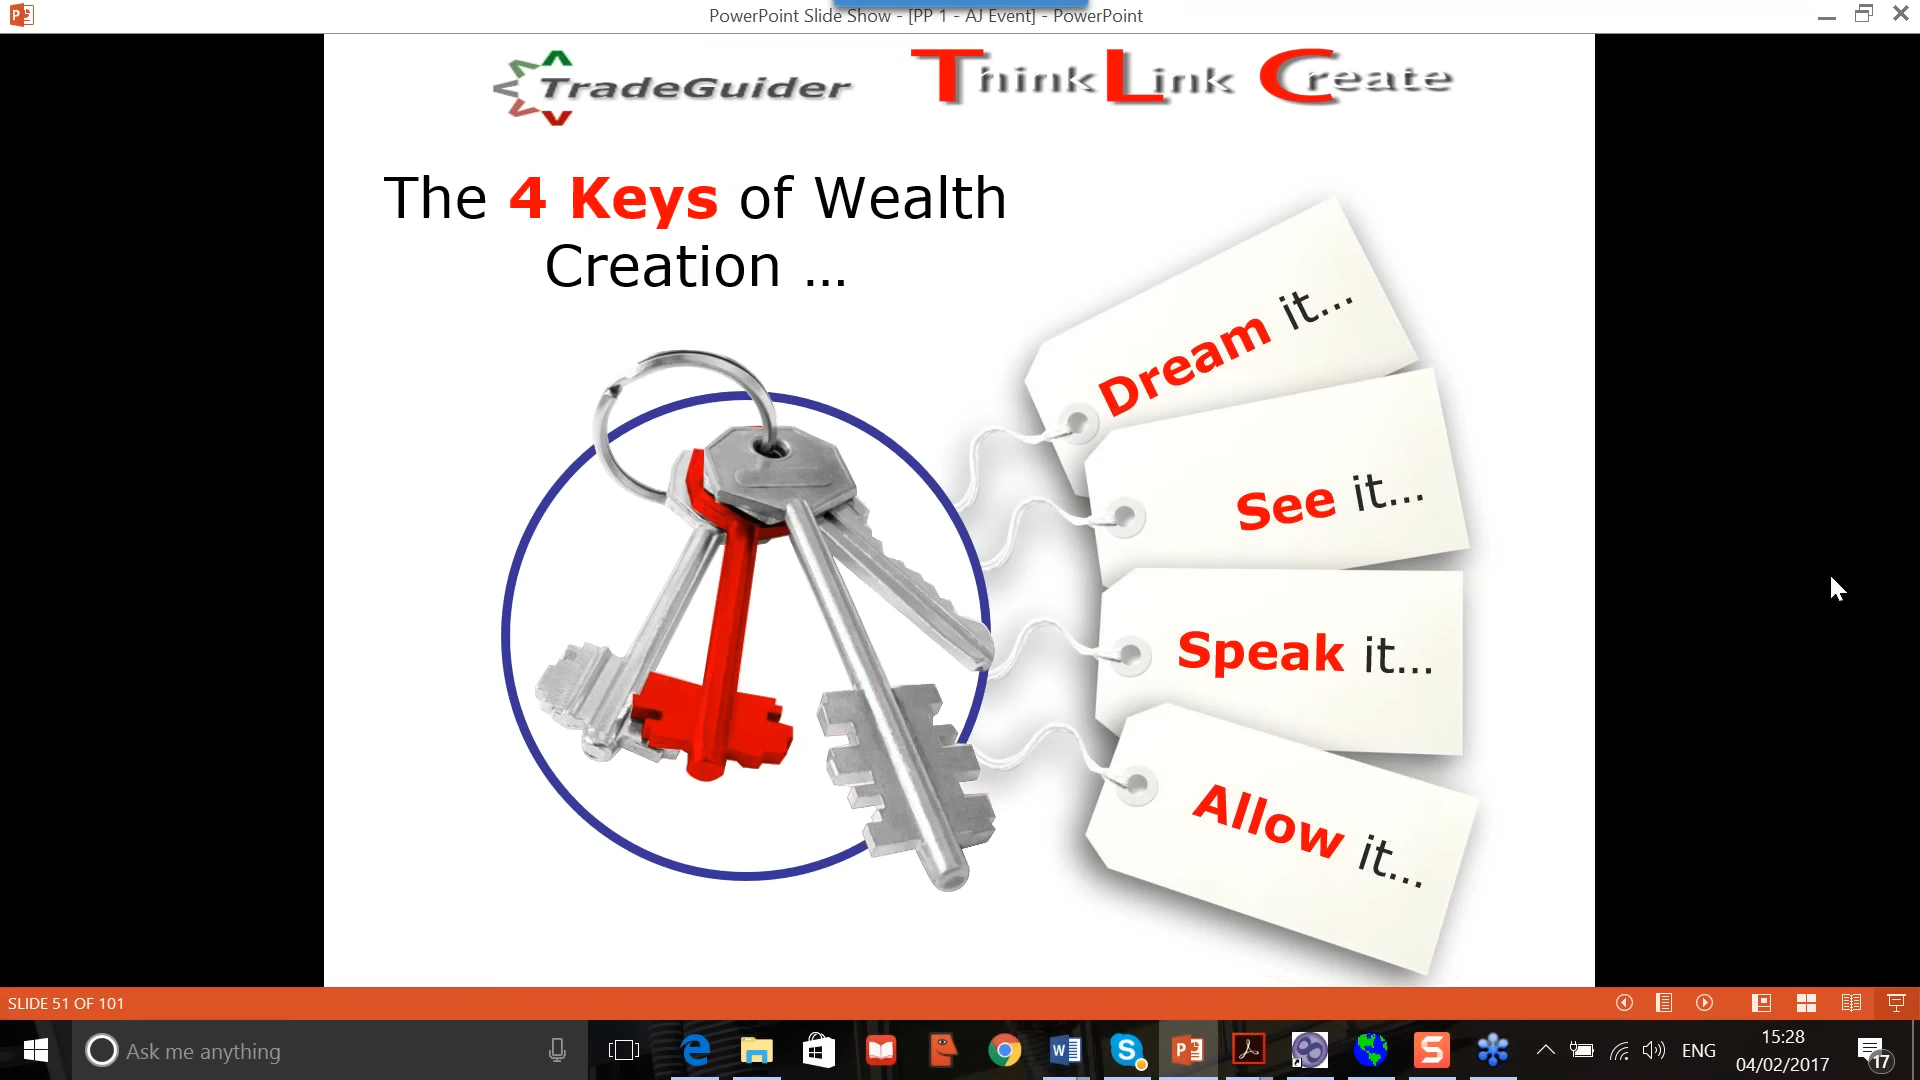 PowerPoint Slide Show - [PP 1 - AJ Event] - PowerPoint
TradeGuider
Think Link Create
The 4 Keys of Wealth
Creation ...
Dream it...
See it...
Speak it...
Allow it...
SLIDE 51 OF 101
Ask me anything
ENG
15:28
04/02/2017
17